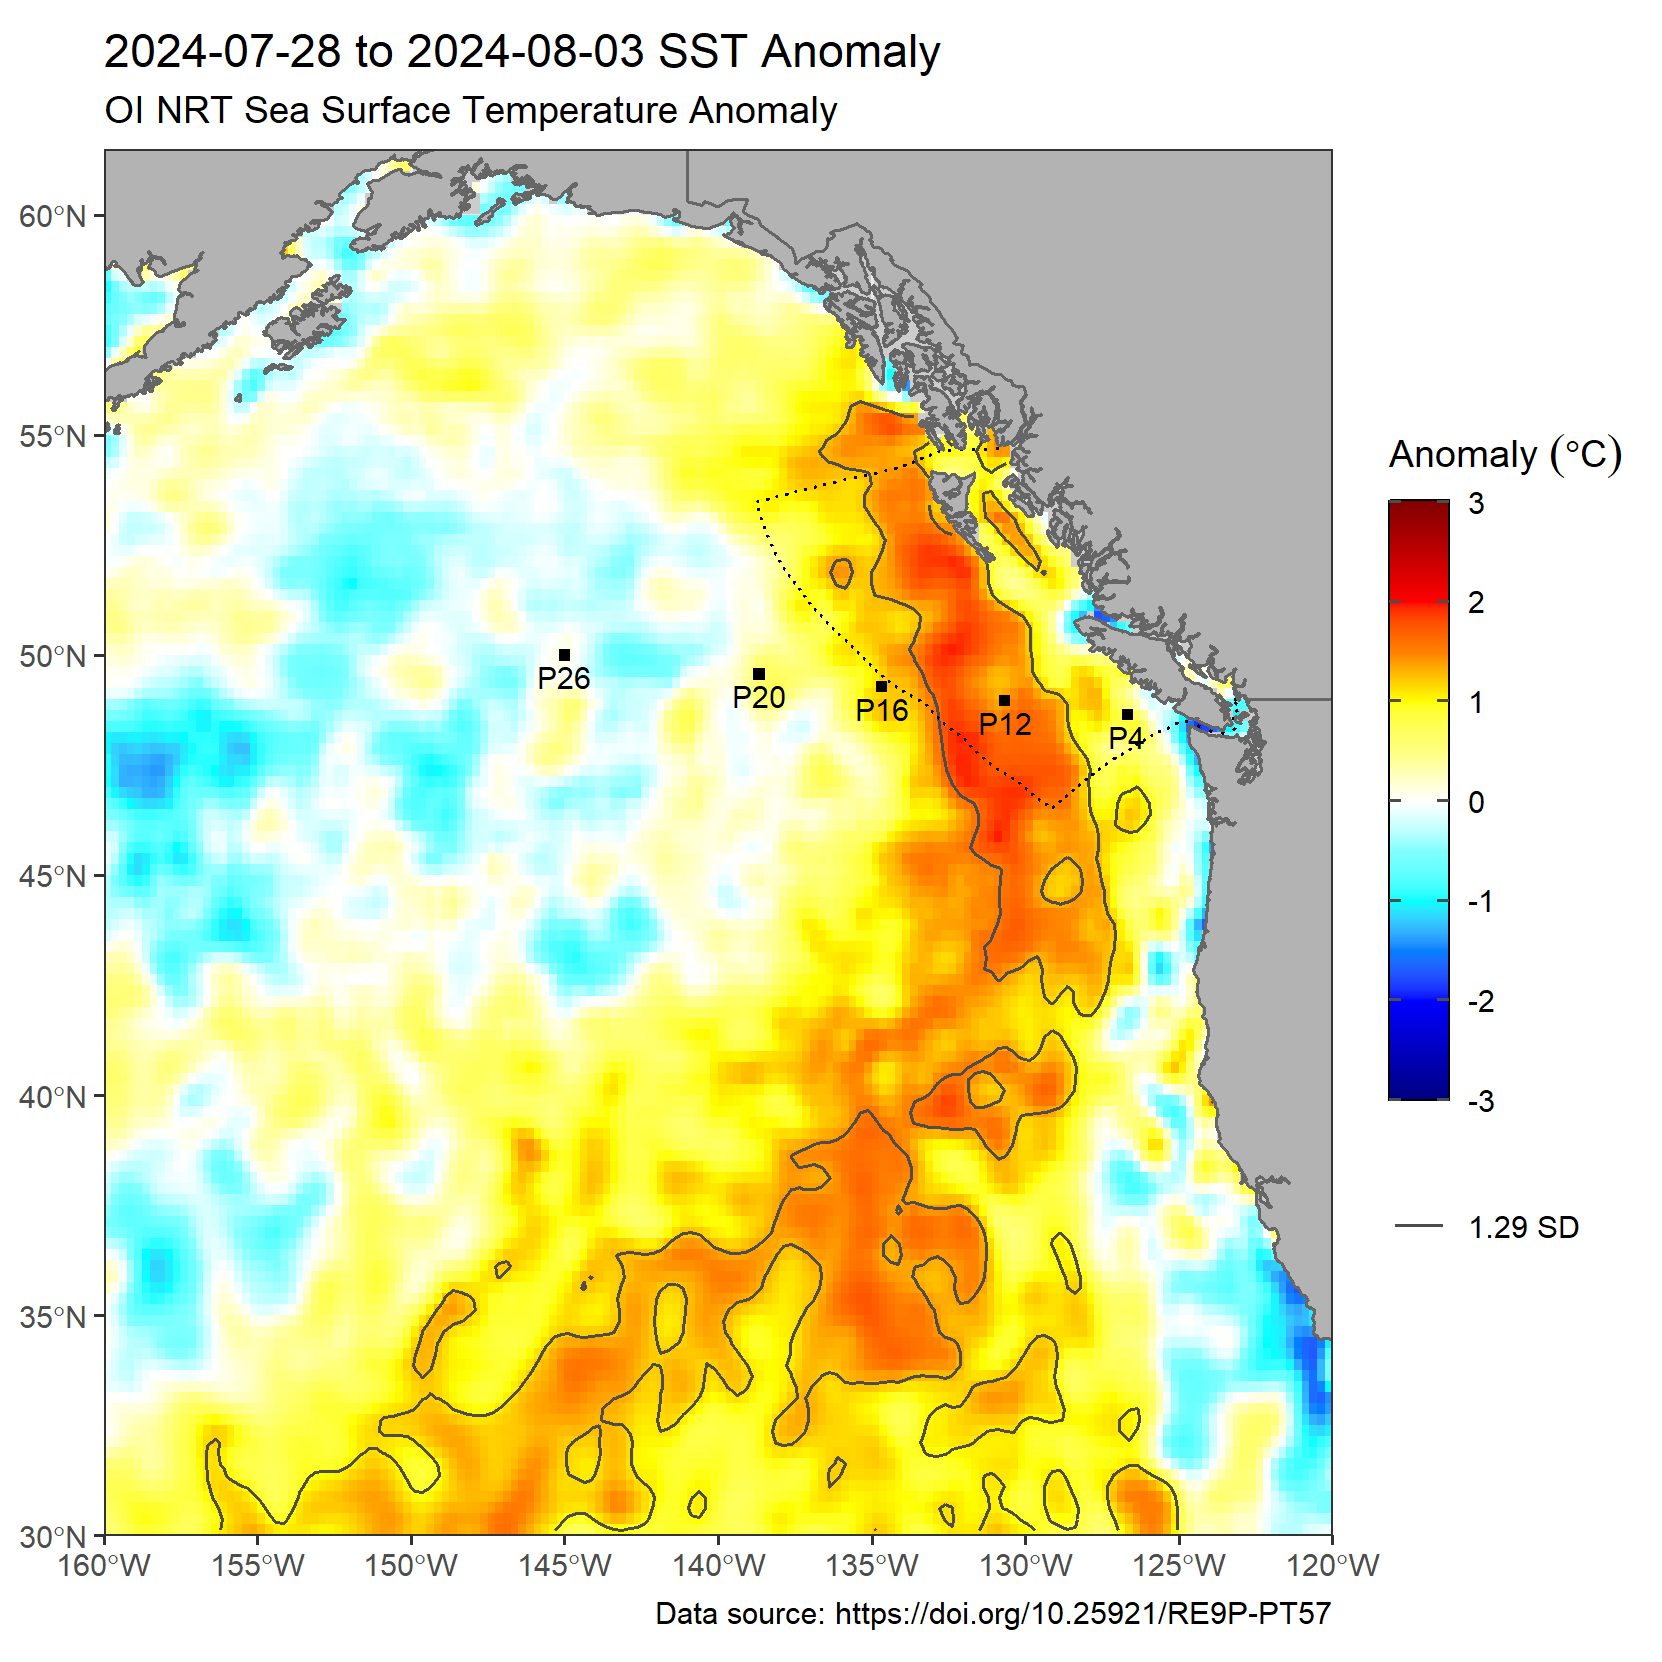 2024-07-28 to 2024-08-03 SST Anomaly
OI NRT Sea Surface Temperature Anomaly
60°N
55°N
50°N
45°N
40°N
35°N
30°N
P26
P20
P16
P12
P4
160°W
155°W
150°W
145°W
140°W
135°W
130°W
125°W
120°W
Anomaly (°C)
3
2
1
0
-1
-2
-3
1.29 SD
Data source: https://doi.org/10.25921/RE9P-PT57